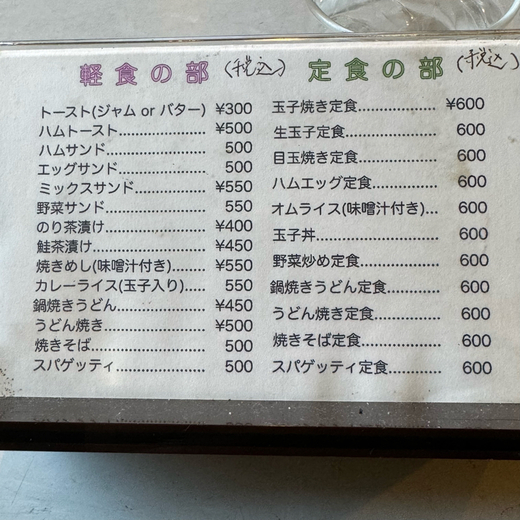 軽食の部 (税込)
トースト(ジャム or バター) ¥300
ハムトースト..................... ¥500
ハムサンド......................... 500
エッグサンド..................... 500
ミックスサンド................. ¥550
野菜サンド......................... 550
のり茶漬け......................... ¥400
鮭茶漬け............................. ¥450
焼きめし(味噌汁付き)........ ¥550
カレーライス(玉子入り)..... 550
鍋焼きうどん..................... ¥450
うどん焼き......................... ¥500
焼きそば............................. 500
スパゲッティ..................... 500
定食の部 (税込)
玉子焼き定食................... ¥600
生玉子定食....................... 600
目玉焼き定食................... 600
ハムエッグ定食............... 600
オムライス(味噌汁付き)... 600
玉子丼............................... 600
野菜炒め定食................... 600
鍋焼きうどん定食........... 600
うどん焼き定食............... 600
焼きそば定食................... 600
スパゲッティ定食........... 600